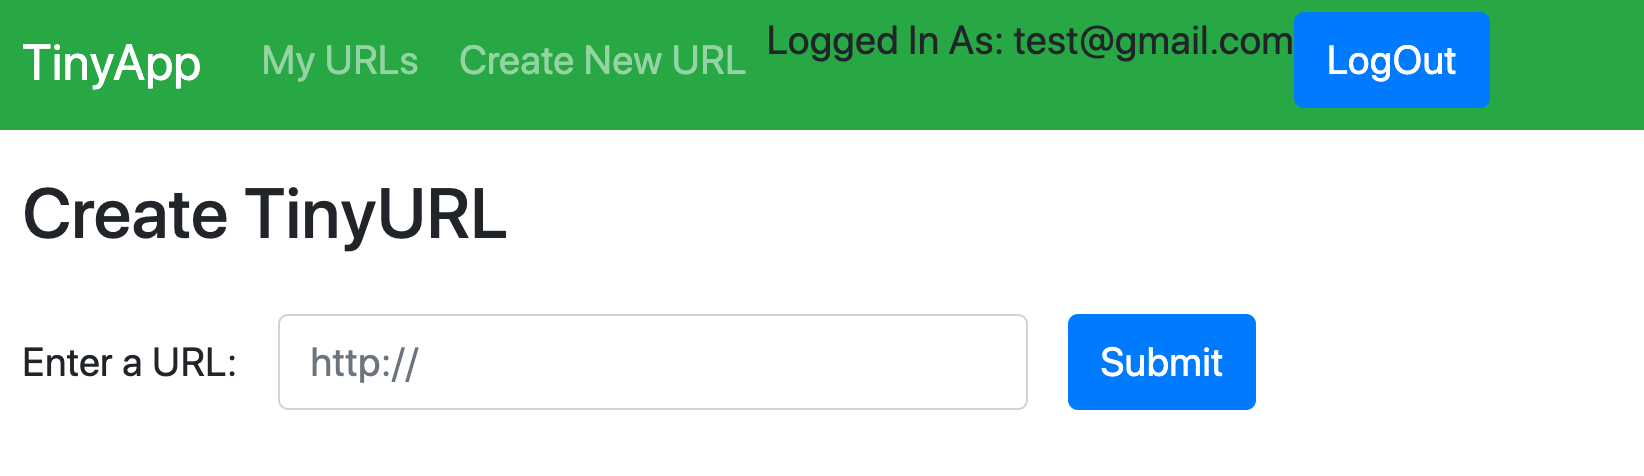 TinyApp My URLs Create New URL Logged In As: test@gmail.com LogOut
Create TinyURL
Enter a URL: http:// Submit